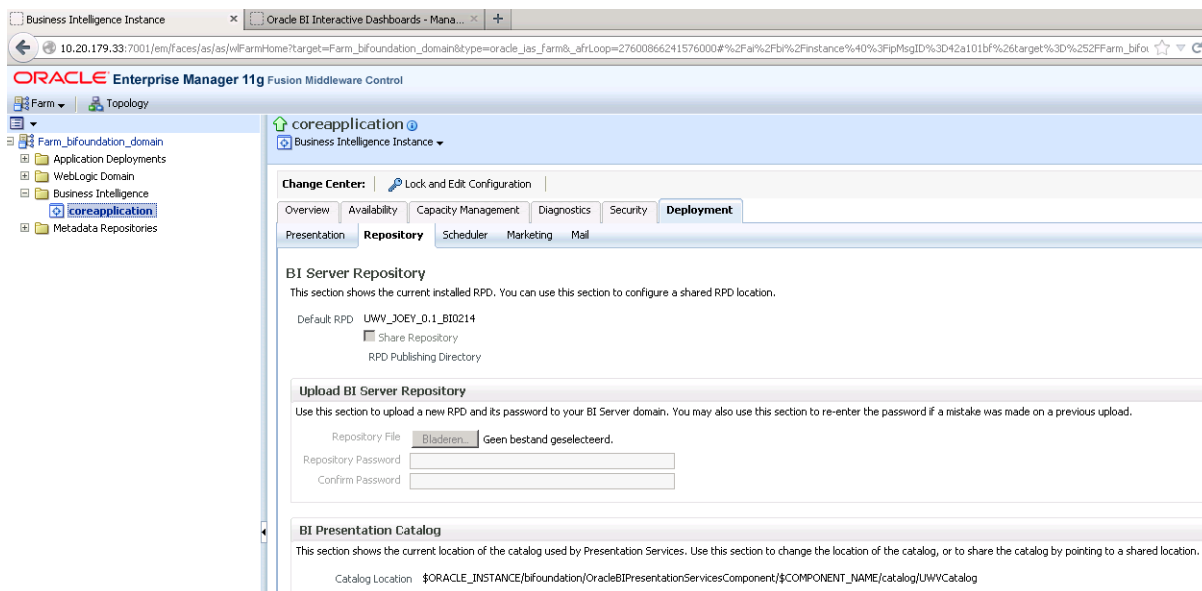 Business Intelligence Instance × Oracle BI Interactive Dashboards - Mana... × +
10.20.179.33:7001/em/faces/as/as/wlFarmHome?target=Farm_bifoundation_domain&type=oracle_ias_farm&_afrLoop=27600866241576000#%2Fai%2Fbi%2Finstance%40%3FipMsgID%3D42a101bf%26target%3D%252FFarm_bifou
ORACLE Enterprise Manager 11g Fusion Middleware Control
Farm Topology
Farm_bifoundation_domain
Application Deployments
WebLogic Domain
Business Intelligence
coreapplication
Metadata Repositories
coreapplication
Business Intelligence Instance
Change Center: Lock and Edit Configuration
Overview Availability Capacity Management Diagnostics Security Deployment
Presentation Repository Scheduler Marketing Mail
BI Server Repository
This section shows the current installed RPD. You can use this section to configure a shared RPD location.
Default RPD UWV_JOEY_0.1_BI0214
Share Repository
RPD Publishing Directory
Upload BI Server Repository
Use this section to upload a new RPD and its password to your BI Server domain. You may also use this section to re-enter the password if a mistake was made on a previous upload.
Repository File Bladeren... Geen bestand geselecteerd.
Repository Password
Confirm Password
BI Presentation Catalog
This section shows the current location of the catalog used by Presentation Services. Use this section to change the location of the catalog, or to share the catalog by pointing to a shared location.
Catalog Location $ORACLE_INSTANCE/bifoundation/OracleBIPresentationServicesComponent/$COMPONENT_NAME/catalog/UWVCatalog